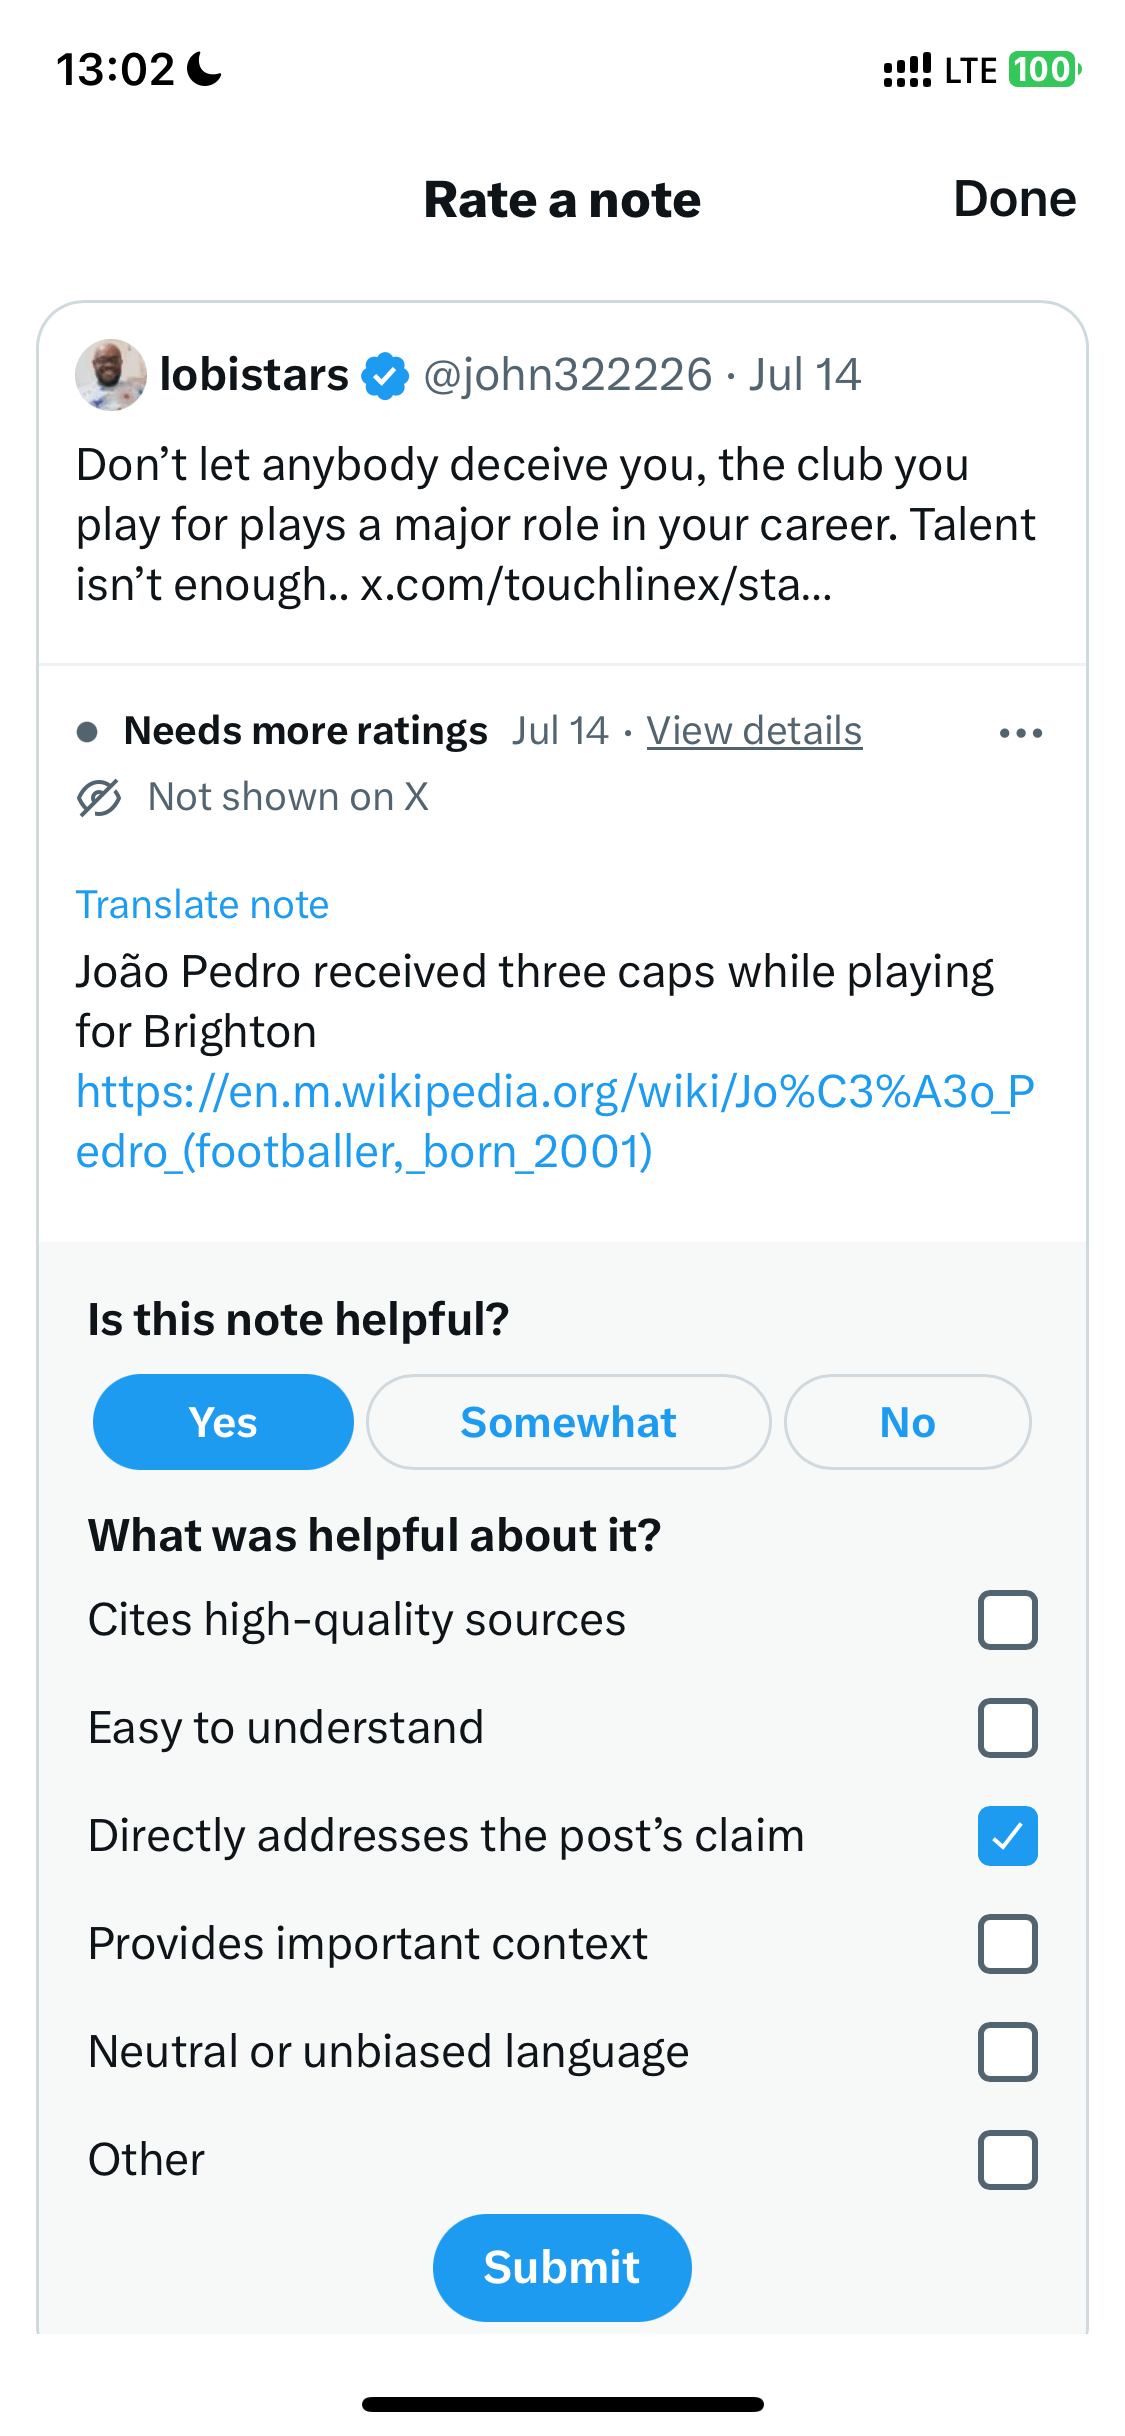 13:02
LTE 100
Rate a note
Done
lobistars @john322226 · Jul 14
Don’t let anybody deceive you, the club you
play for plays a major role in your career. Talent
isn’t enough.. x.com/touchlinex/sta...
Needs more ratings Jul 14 · View details
Not shown on X
Translate note
João Pedro received three caps while playing
for Brighton
https://en.m.wikipedia.org/wiki/Jo%C3%A3o_P
edro_(footballer,_born_2001)
Is this note helpful?
Yes
Somewhat
No
What was helpful about it?
Cites high-quality sources
Easy to understand
Directly addresses the post’s claim
Provides important context
Neutral or unbiased language
Other
Submit